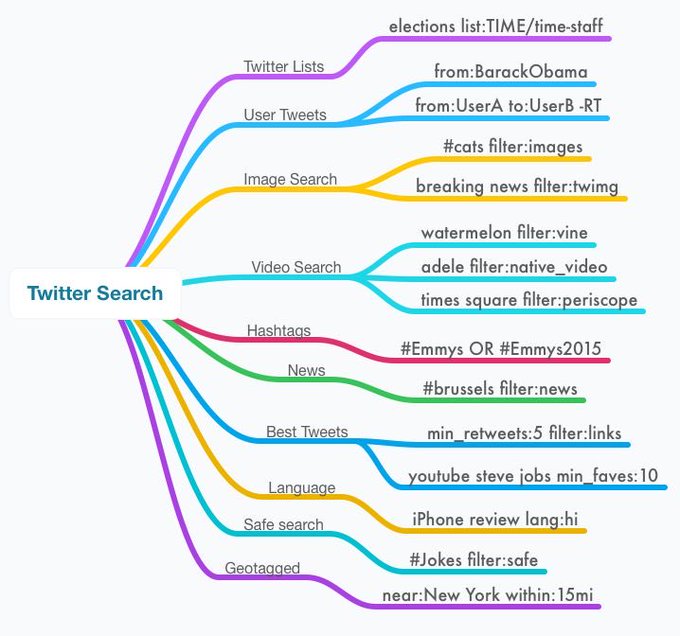 elections list:TIME/time-staff
Twitter Lists
from:BarackObama
User Tweets
from:UserA to:UserB -RT
#cats filter:images
Image Search
breaking news filter:twimg
watermelon filter:vine
Video Search
adele filter:native_video
Twitter Search
times square filter:periscope
Hashtags
#Emmys OR #Emmys2015
News
#brussels filter:news
Best Tweets
min_retweets:5 filter:links
youtube steve jobs min_faves:10
Language
iPhone review lang:hi
Safe search
#Jokes filter:safe
Geotagged
near:New York within:15mi